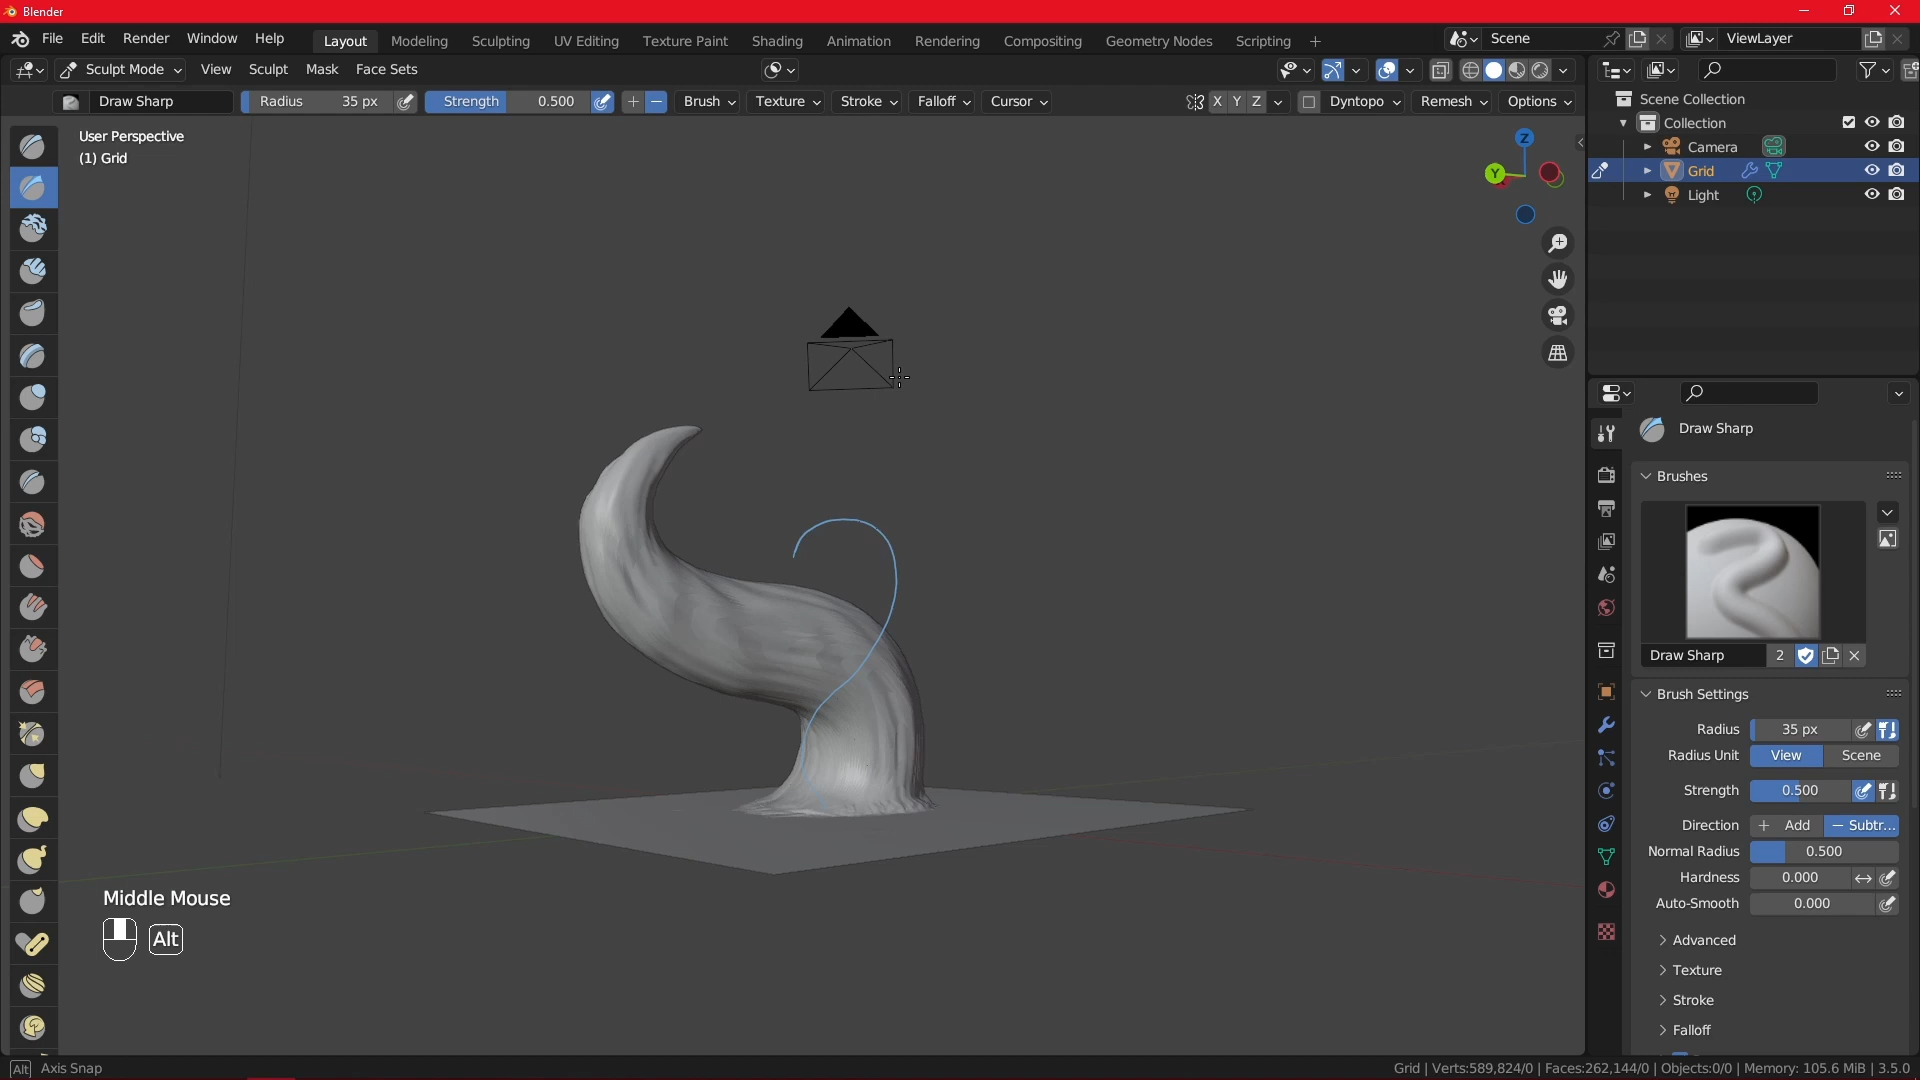 Blender
File Edit Render Window Help Layout Modeling Sculpting UV Editing Texture Paint Shading Animation Rendering Compositing Geometry Nodes Scripting + Scene ViewLayer
Sculpt Mode View Sculpt Mask Face Sets
Draw Sharp Radius 35 px Strength 0.500 Brush Texture Stroke Falloff Cursor X Y Z Dyntopo Remesh Options
User Perspective
(1) Grid
Z
Y
Scene Collection
Collection
Camera
Grid
Light
Draw Sharp
Brushes
Draw Sharp 2
Brush Settings
Radius 35 px
Radius Unit View Scene
Strength 0.500
Direction + Add − Subtr...
Normal Radius 0.500
Hardness 0.000
Auto-Smooth 0.000
Advanced
Texture
Stroke
Falloff
Middle Mouse
Alt
Alt Axis Snap
Grid | Verts:589,824/0 | Faces:262,144/0 | Objects:0/0 | Memory: 105.6 MiB | 3.5.0